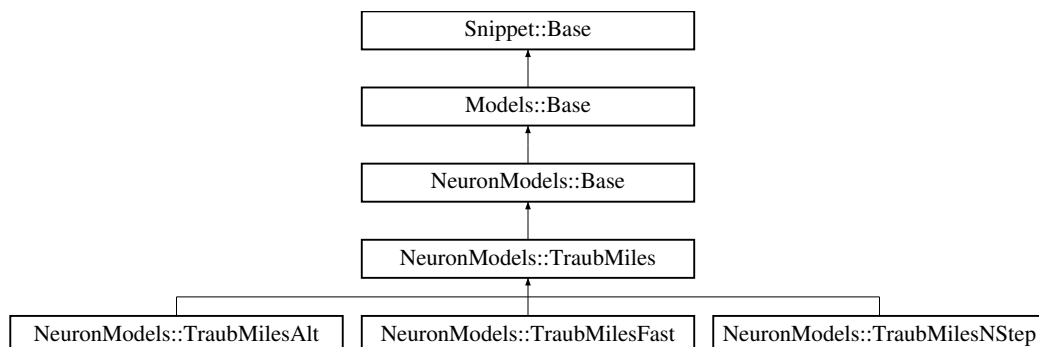 Snippet::Base
Models::Base
NeuronModels::Base
NeuronModels::TraubMiles
NeuronModels::TraubMilesAlt NeuronModels::TraubMilesFast NeuronModels::TraubMilesNStep